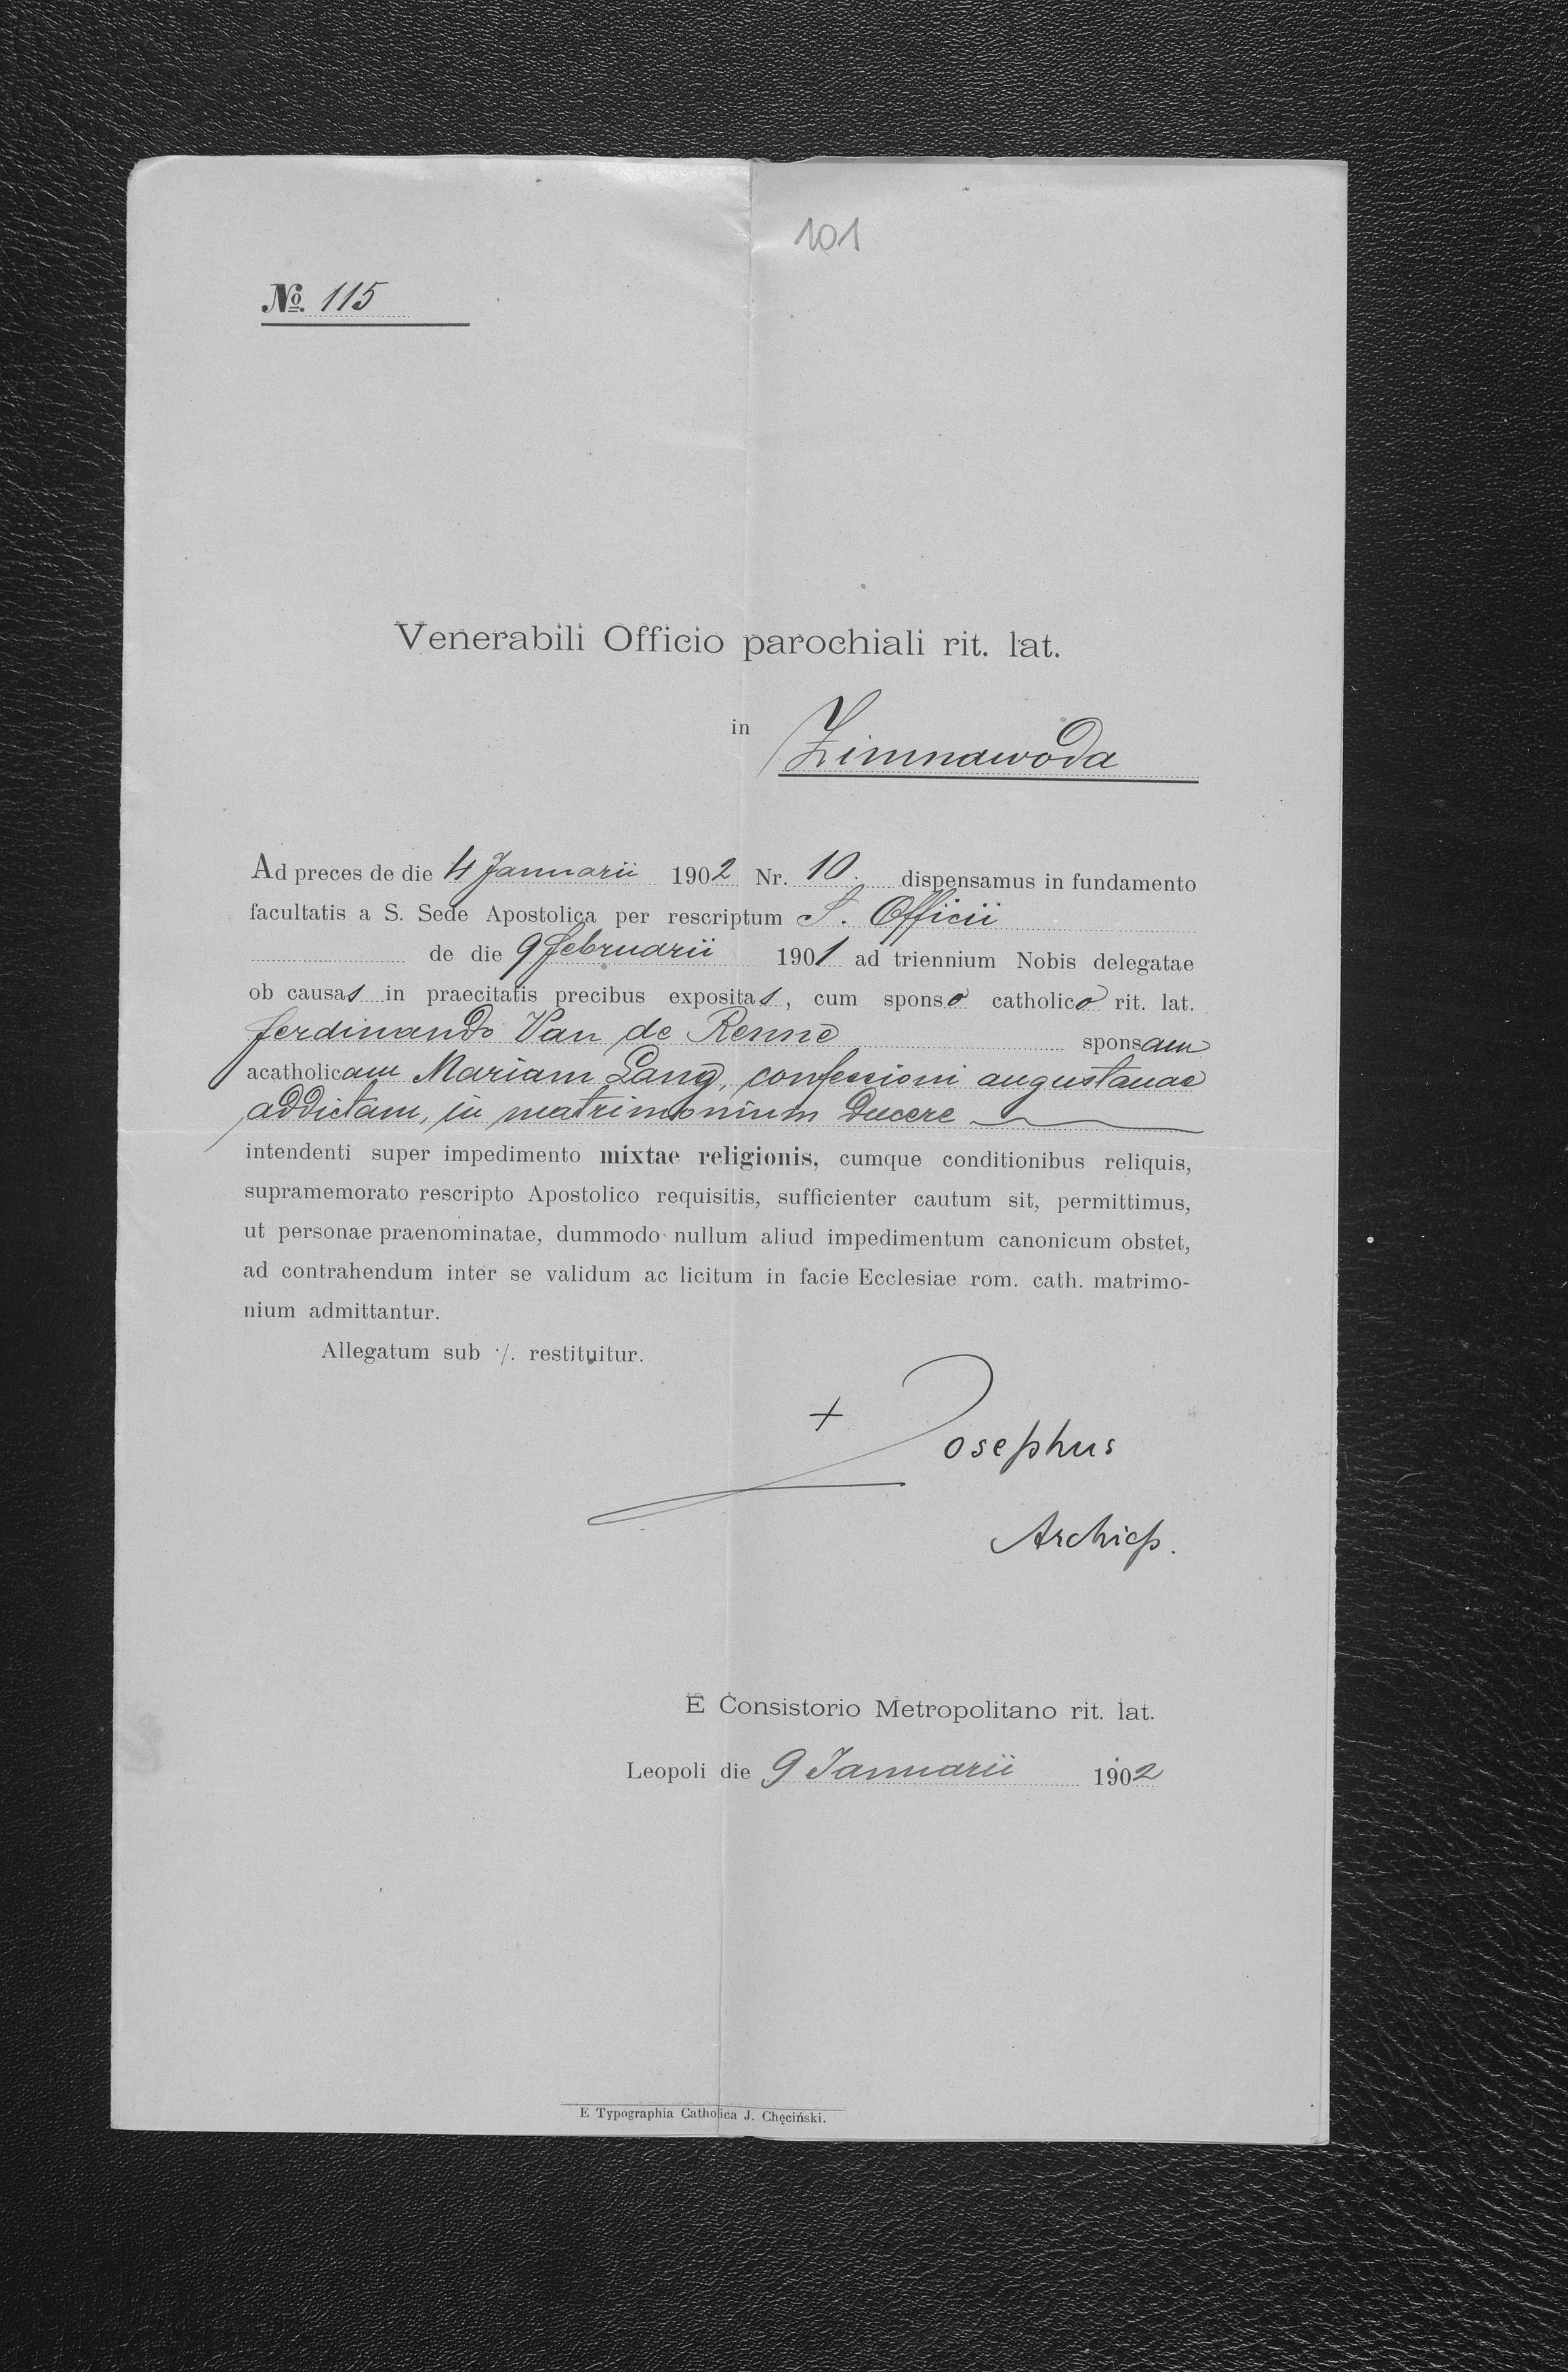 101
No. 115
Venerabili Officio parochiali rit. lat.
in Zimnawoda
Ad preces de die 4 Januarii 1902 Nr. 10. dispensamus in fundamento
facultatis a S. Sede Apostolica per rescriptum S. Officii
de die 9 februarii 1901 ad triennium Nobis delegatae
ob causas in praecitatis precibus expositas, cum sponso catholico rit. lat.
ferdinando Van de Renne sponsam
acatholicam Mariam Lang, confessioni augustanae
addictam, in matrimonium ducere
intendenti super impedimento mixtae religionis, cumque conditionibus reliquis,
supramemorato rescripto Apostolico requisitis, sufficienter cautum sit, permittimus,
ut personae praenominatae, dummodo nullum aliud impedimentum canonicum obstet,
ad contrahendum inter se validum ac licitum in facie Ecclesiae rom. cath. matrimo-
nium admittantur.
Allegatum sub ·/. restituitur.
+ Josephus
Archiep.
E Consistorio Metropolitano rit. lat.
Leopoli die 9 Januarii 1902
E Typographia Catholica J. Chęciński.